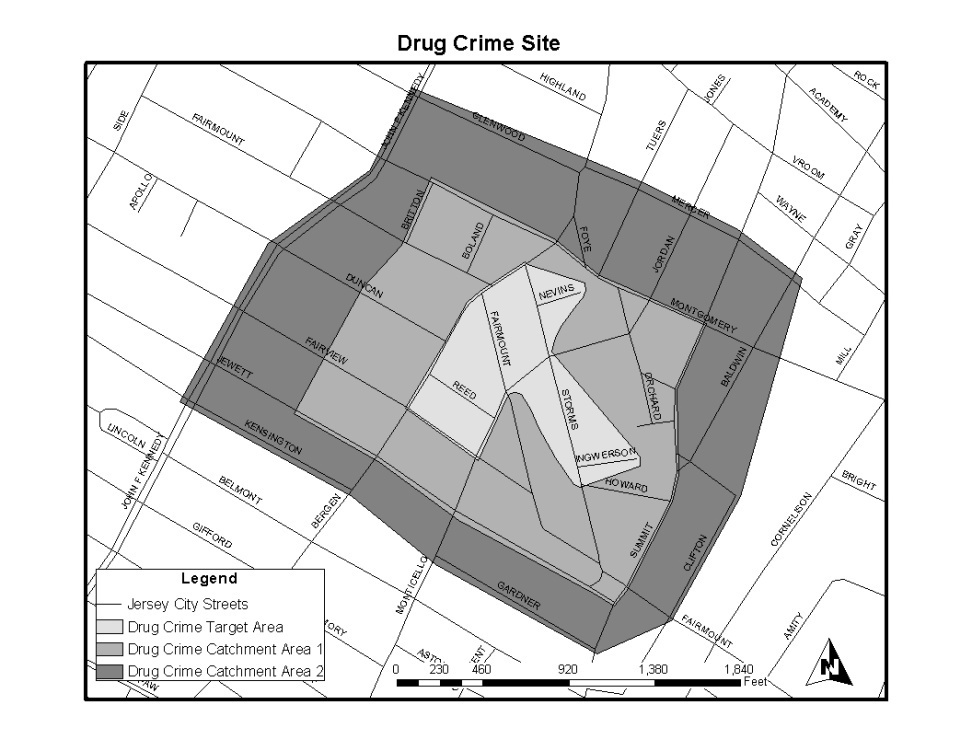 Drug Crime Site
HIGHLAND
ROCK
JONES
ACADEMY
SIDE
FAIRMOUNT
GLENWOOD
TUERS
VROOM
APOLLO
BRITTON
MERCER
WAYNE
GRAY
BOLAND
FOYE
JORDAN
DUNCAN
NEVINS
MONTGOMERY
FAIRMOUNT
FAIRVIEW
MILL
JEWETT
BALDWIN
REED
ORCHARD
STORMS
KENSINGTON
LINCOLN
INGWERSON
JOHN F KENNEDY
HOWARD
BRIGHT
BELMONT
BERGEN
CORNELISON
GIFFORD
SUMMIT
CLIFTON
MONTICELLO
GARDNER
FAIRMOUNT
AMITY
ORY
ASTO
ENT
Legend
Jersey City Streets
Drug Crime Target Area
Drug Crime Catchment Area 1
Drug Crime Catchment Area 2
0 230 460 920 1,380 1,840
Feet
N